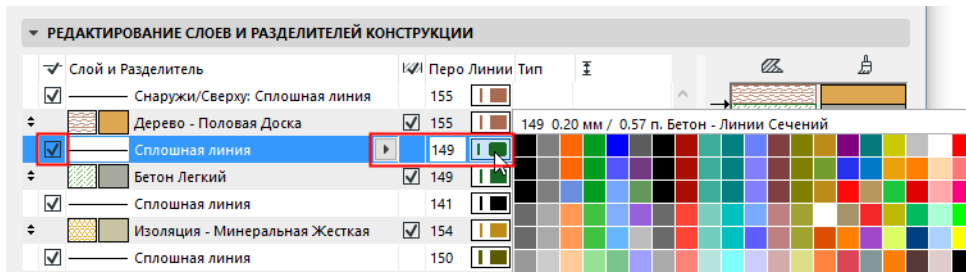 РЕДАКТИРОВАНИЕ СЛОЕВ И РАЗДЕЛИТЕЛЕЙ КОНСТРУКЦИИ
Слой и Разделитель Перо Линии Тип
Снаружи/Сверху: Сплошная линия 155
Дерево - Половая Доска 155
149 0.20 мм / 0.57 п. Бетон - Линии Сечений
Сплошная линия 149
Бетон Легкий 149
Сплошная линия 141
Изоляция - Минеральная Жесткая 154
Сплошная линия 150